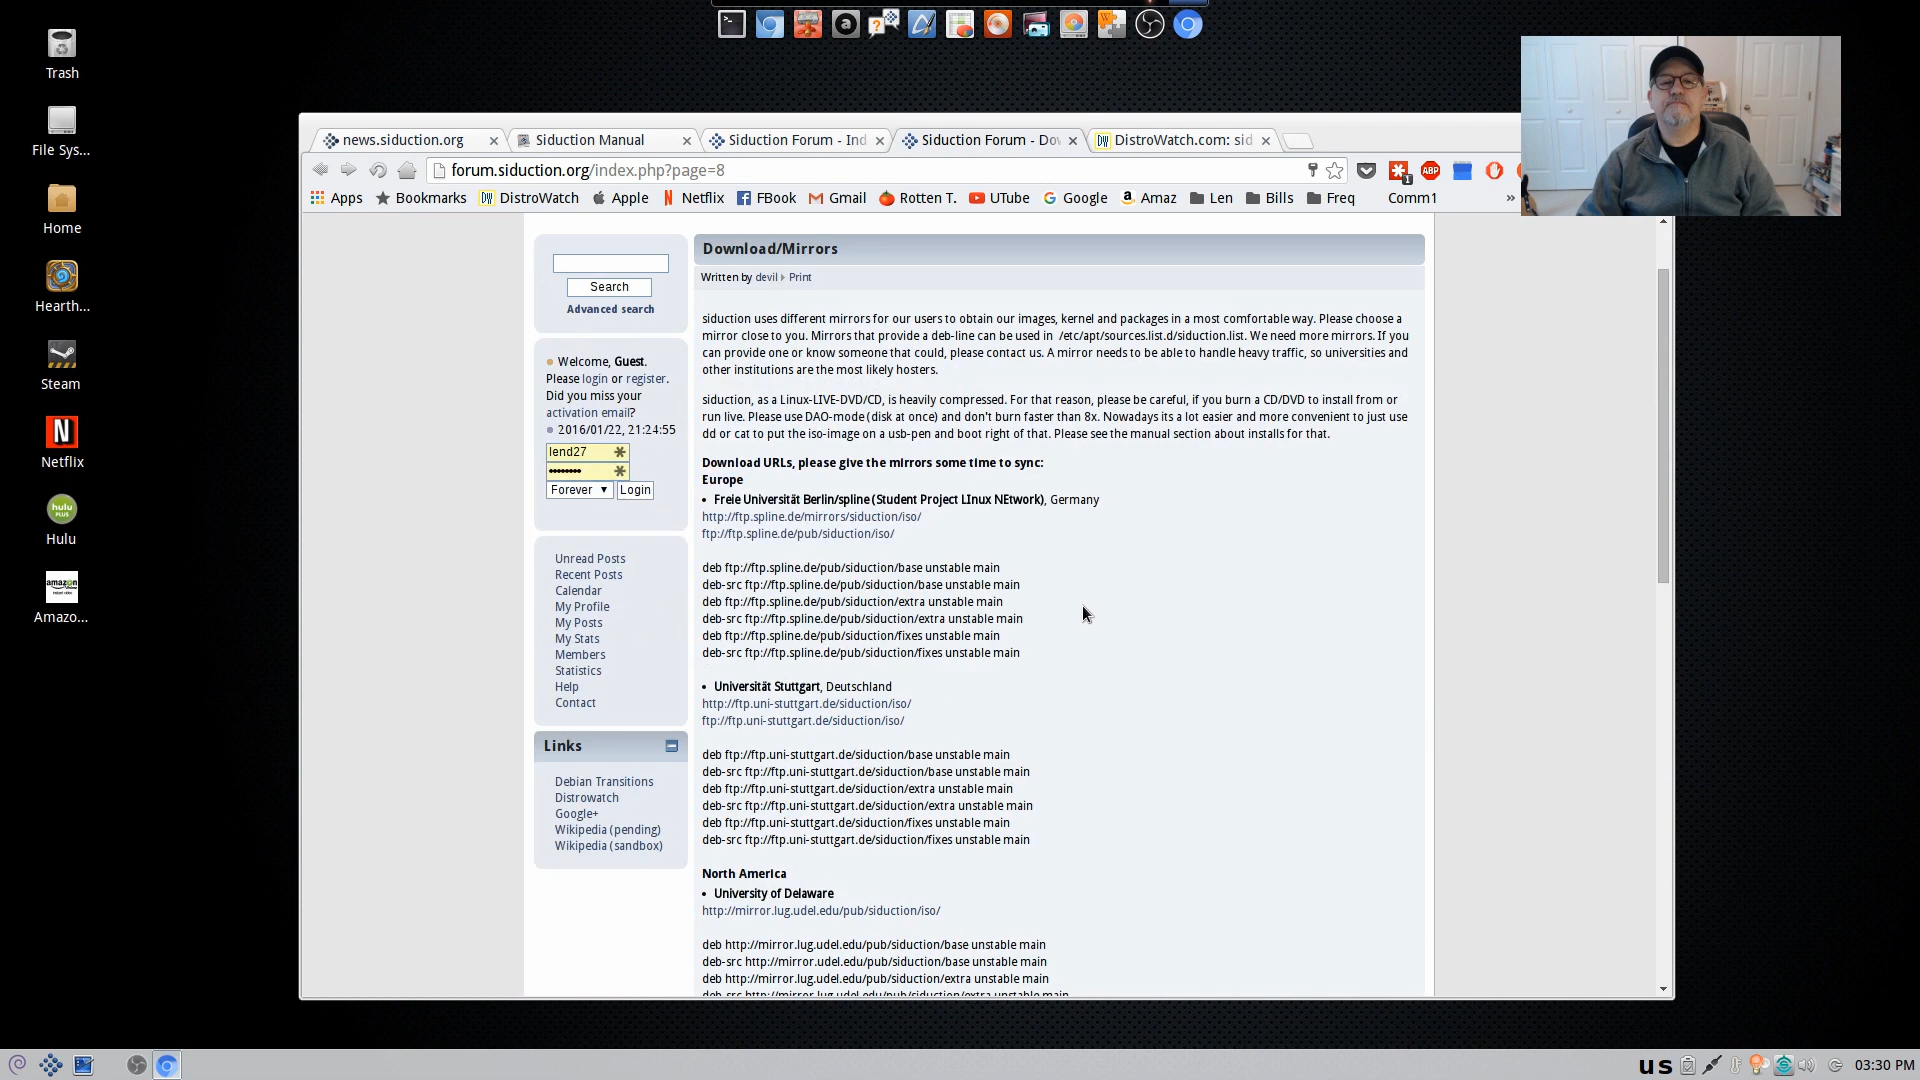 Trash
File Sys...
Home
Hearth...
Steam
Netflix
hulu
PLUS
Hulu
amazon
instant video
Amazo...
news.siduction.org
Siduction Manual
Siduction Forum - Ind
Siduction Forum - Dov
DW
DistroWatch.com: sid
forum.siduction.org/index.php?page=8
1
ABP
Apps
Bookmarks
DW
DistroWatch
Apple
Netflix
FBook
Gmail
Rotten T.
UTube
Google
Amaz
Len
Bills
Freq
Comm1
»
Search
Advanced search
Welcome, Guest.
Please login or register.
Did you miss your
activation email?
2016/01/22, 21:24:55
lend27
••••••••
Forever
Login
Unread Posts
Recent Posts
Calendar
My Profile
My Posts
My Stats
Members
Statistics
Help
Contact
Links
Debian Transitions
Distrowatch
Google+
Wikipedia (pending)
Wikipedia (sandbox)
Download/Mirrors
Written by devil Print
siduction uses different mirrors for our users to obtain our images, kernel and packages in a most comfortable way. Please choose a
mirror close to you. Mirrors that provide a deb-line can be used in /etc/apt/sources.list.d/siduction.list. We need more mirrors. If you
can provide one or know someone that could, please contact us. A mirror needs to be able to handle heavy traffic, so universities and
other institutions are the most likely hosters.
siduction, as a Linux-LIVE-DVD/CD, is heavily compressed. For that reason, please be careful, if you burn a CD/DVD to install from or
run live. Please use DAO-mode (disk at once) and don't burn faster than 8x. Nowadays its a lot easier and more convenient to just use
dd or cat to put the iso-image on a usb-pen and boot right of that. Please see the manual section about installs for that.
Download URLs, please give the mirrors some time to sync:
Europe
• Freie Universität Berlin/spline (Student Project LInux NEtwork), Germany
http://ftp.spline.de/mirrors/siduction/iso/
ftp://ftp.spline.de/pub/siduction/iso/
deb ftp://ftp.spline.de/pub/siduction/base unstable main
deb-src ftp://ftp.spline.de/pub/siduction/base unstable main
deb ftp://ftp.spline.de/pub/siduction/extra unstable main
deb-src ftp://ftp.spline.de/pub/siduction/extra unstable main
deb ftp://ftp.spline.de/pub/siduction/fixes unstable main
deb-src ftp://ftp.spline.de/pub/siduction/fixes unstable main
• Universität Stuttgart, Deutschland
http://ftp.uni-stuttgart.de/siduction/iso/
ftp://ftp.uni-stuttgart.de/siduction/iso/
deb ftp://ftp.uni-stuttgart.de/siduction/base unstable main
deb-src ftp://ftp.uni-stuttgart.de/siduction/base unstable main
deb ftp://ftp.uni-stuttgart.de/siduction/extra unstable main
deb-src ftp://ftp.uni-stuttgart.de/siduction/extra unstable main
deb ftp://ftp.uni-stuttgart.de/siduction/fixes unstable main
deb-src ftp://ftp.uni-stuttgart.de/siduction/fixes unstable main
North America
• University of Delaware
http://mirror.lug.udel.edu/pub/siduction/iso/
deb http://mirror.lug.udel.edu/pub/siduction/base unstable main
deb-src http://mirror.udel.edu/pub/siduction/base unstable main
deb http://mirror.lug.udel.edu/pub/siduction/extra unstable main
deb-src http://mirror.lug.udel.edu/pub/siduction/extra unstable main
us
03:30 PM